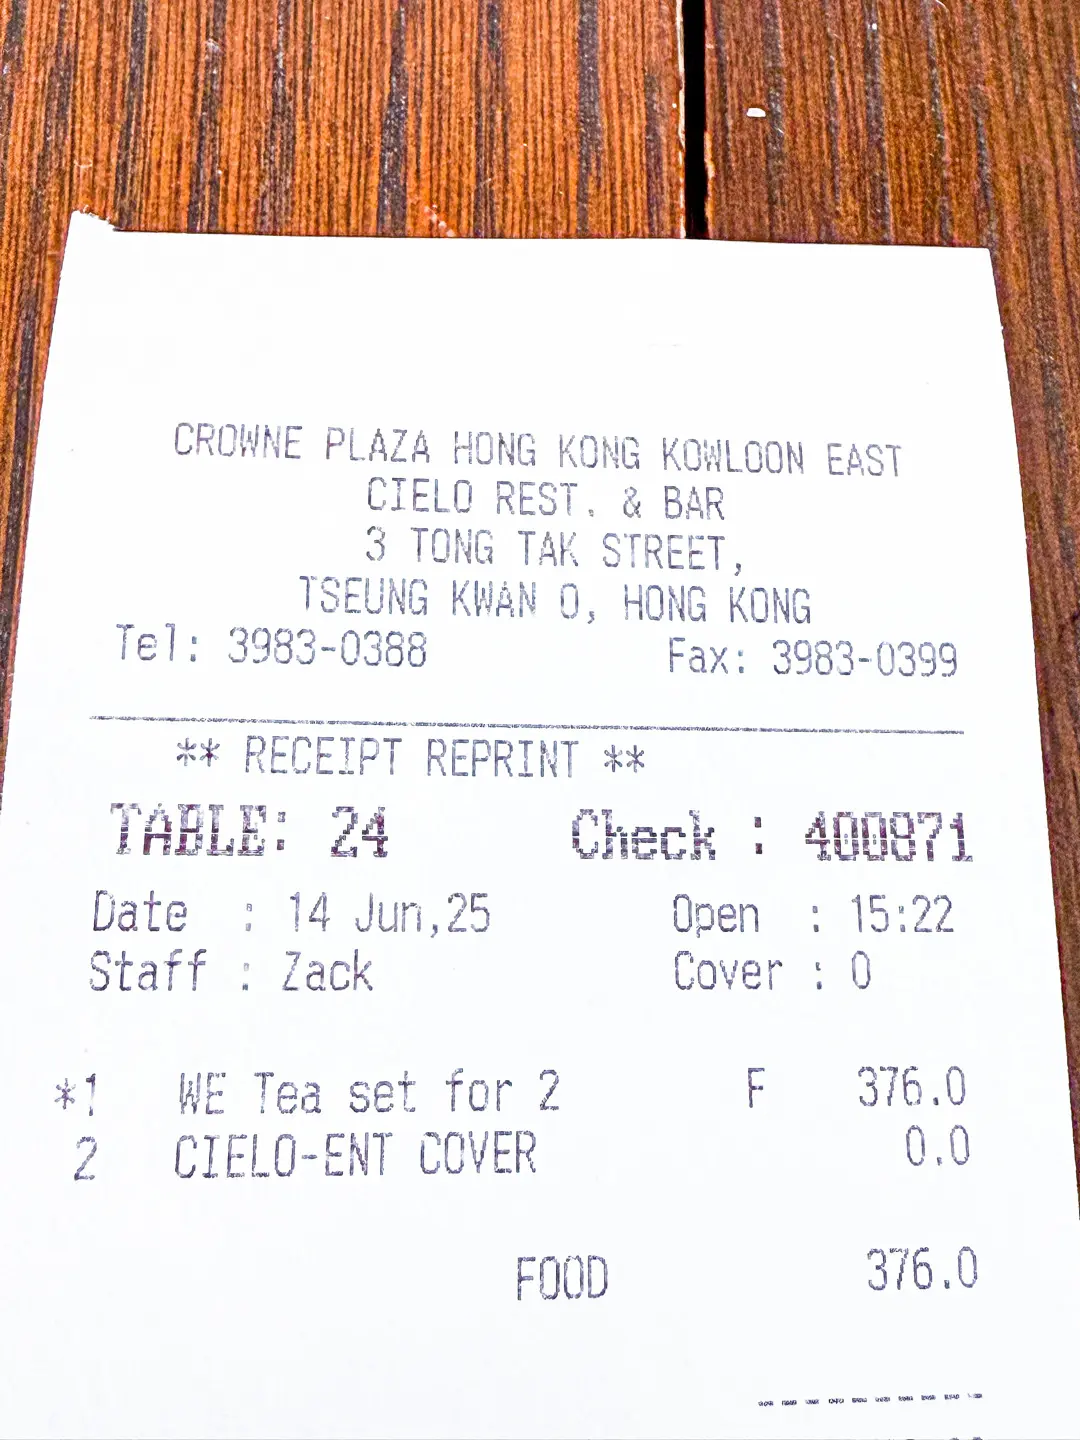 CROWNE PLAZA HONG KONG KOWLOON EAST
CIELO REST. & BAR
3 TONG TAK STREET,
TSEUNG KWAN O, HONG KONG
Tel: 3983-0388 Fax: 3983-0399
** RECEIPT REPRINT **
TABLE: 24 Check : 400871
Date : 14 Jun,25 Open : 15:22
Staff : Zack Cover : 0
*1 WE Tea set for 2 F 376.0
2 CIELO-ENT COVER 0.0
FOOD 376.0